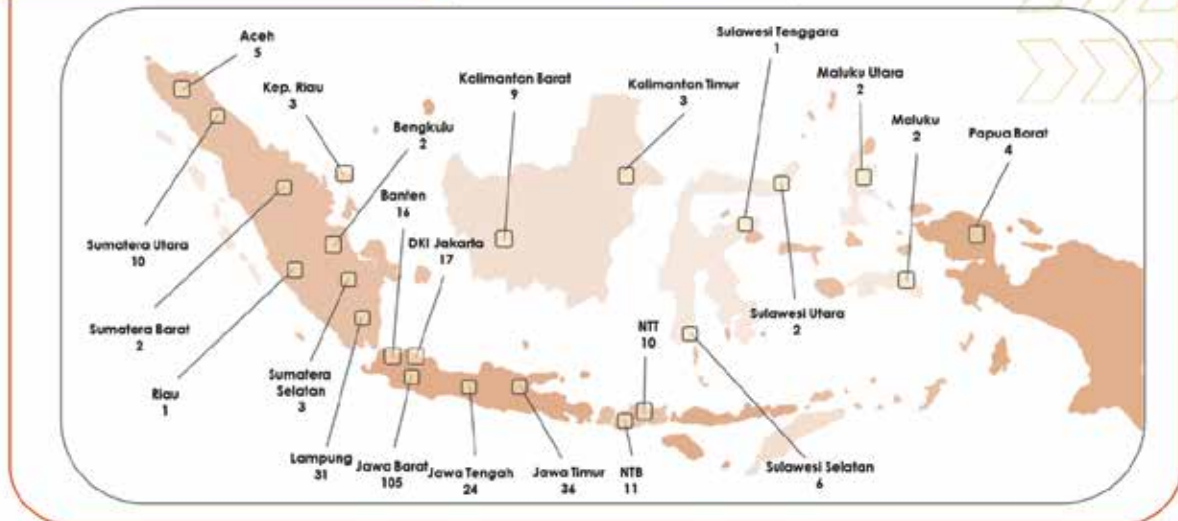 Aceh
5
Kep. Riau
3
Bengkulu
2
Banten
16
DKI Jakarta
17
Kalimantan Barat
9
Kalimantan Timur
3
Sulawesi Tenggara
1
Maluku Utara
2
Maluku
2
Papua Barat
4
Sumatera Utara
10
Sumatera Barat
2
Riau
1
Sumatera
Selatan
3
Lampung
31
Jawa Barat
105
Jawa Tengah
24
Jawa Timur
36
NTB
11
NTT
10
Sulawesi Utara
2
Sulawesi Selatan
6